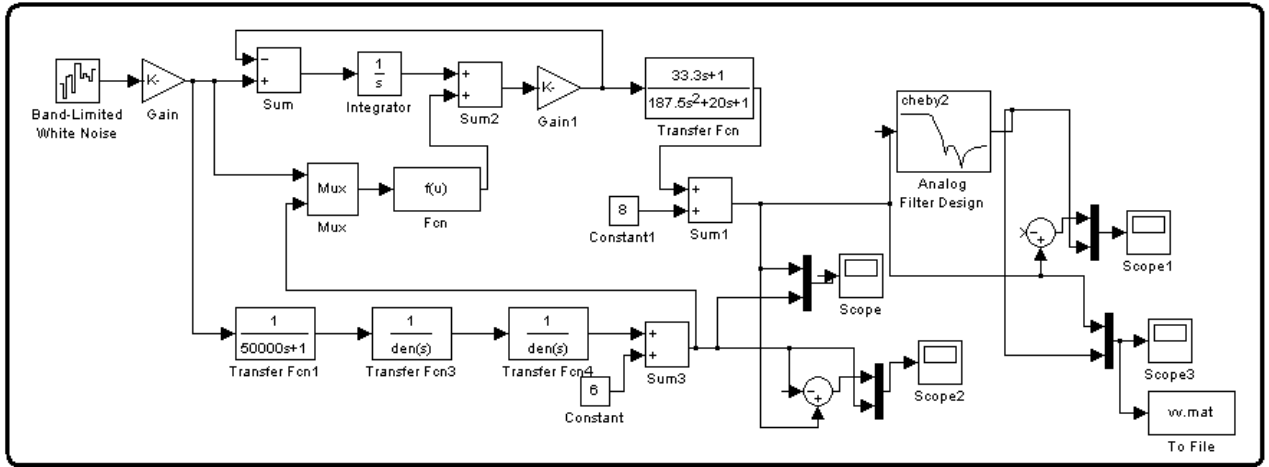 Band-Limited
White Noise
K-
Gain
−
+
Sum
1
s
Integrator
+
+
Sum2
K-
Gain1
33.3s+1
187.5s²+20s+1
Transfer Fcn
cheby2
Analog
Filter Design
Mux
Mux
f(u)
Fcn
8
Constant1
+
+
Sum1
−
+
Scope1
Scope
1
50000s+1
Transfer Fcn1
1
den(s)
Transfer Fcn3
1
den(s)
Transfer Fcn4
6
Constant
+
+
Sum3
−
+
Scope2
Scope3
vv.mat
To File